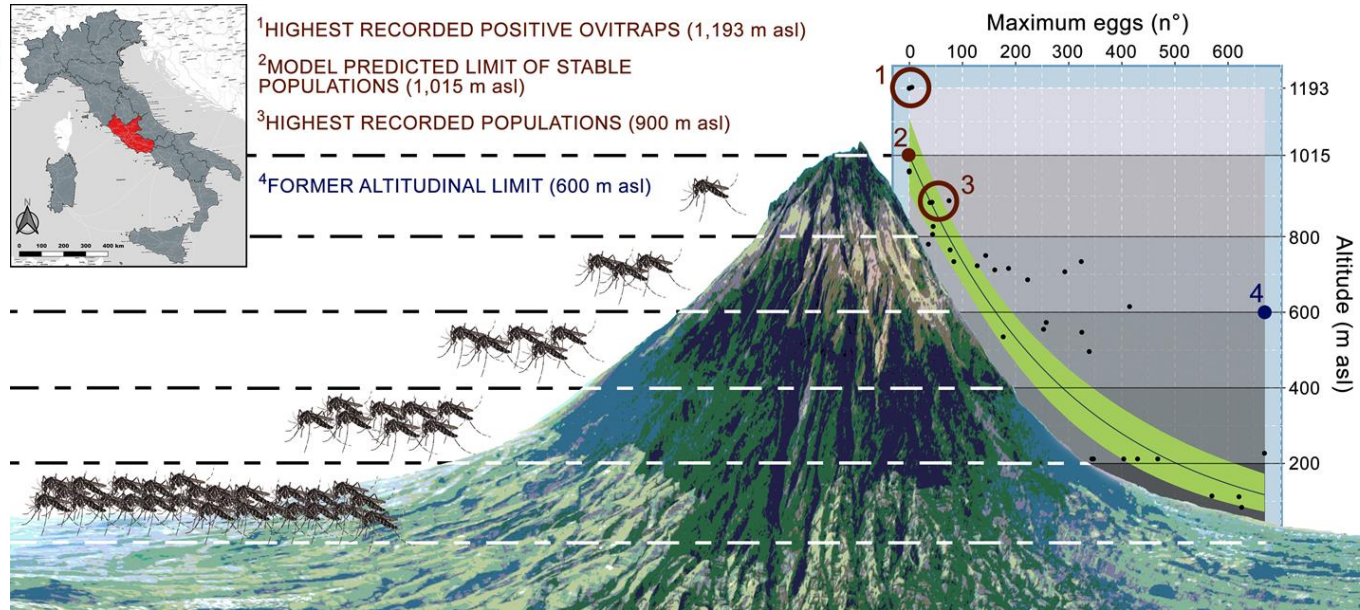 ¹HIGHEST RECORDED POSITIVE OVITRAPS (1,193 m asl)
²MODEL PREDICTED LIMIT OF STABLE
POPULATIONS (1,015 m asl)
³HIGHEST RECORDED POPULATIONS (900 m asl)
⁴FORMER ALTITUDINAL LIMIT (600 m asl)
0 100 200 300 400 km
Maximum eggs (n°)
0 100 200 300 400 500 600
1
2
3
4
1193
1015
800
600
400
200
Altitude (m asl)